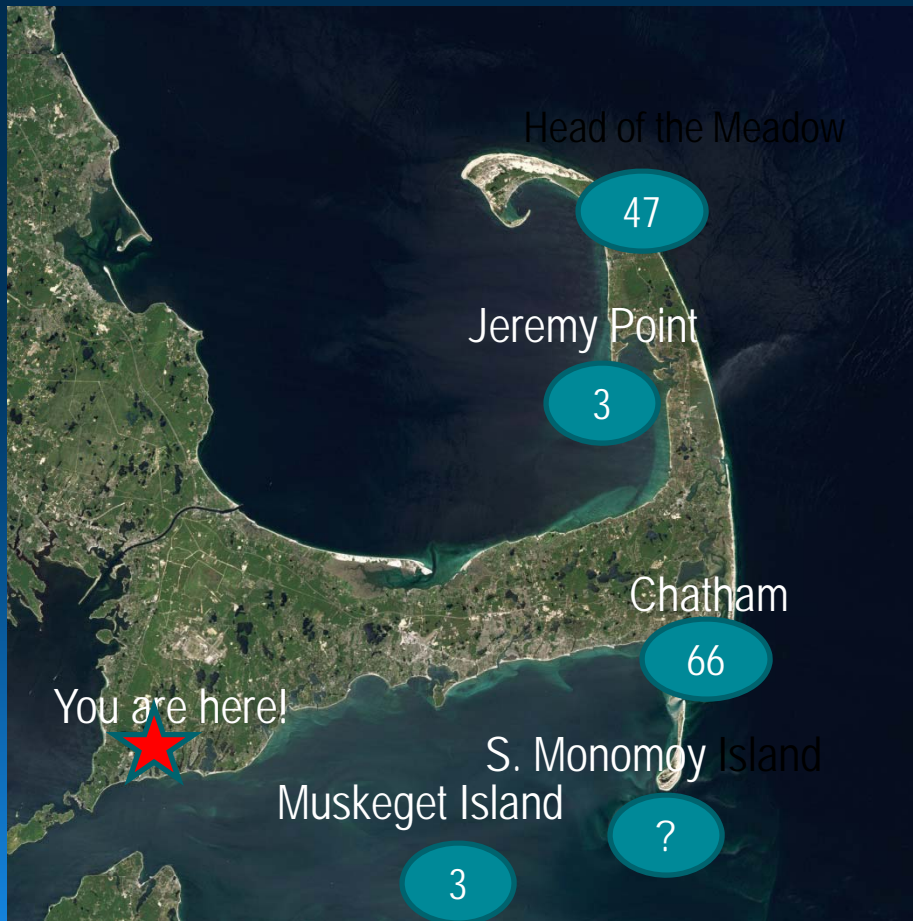 Head of the Meadow
47
Jeremy Point
3
Chatham
66
You are here!
S. Monomoy Island
Muskeget Island
?
3